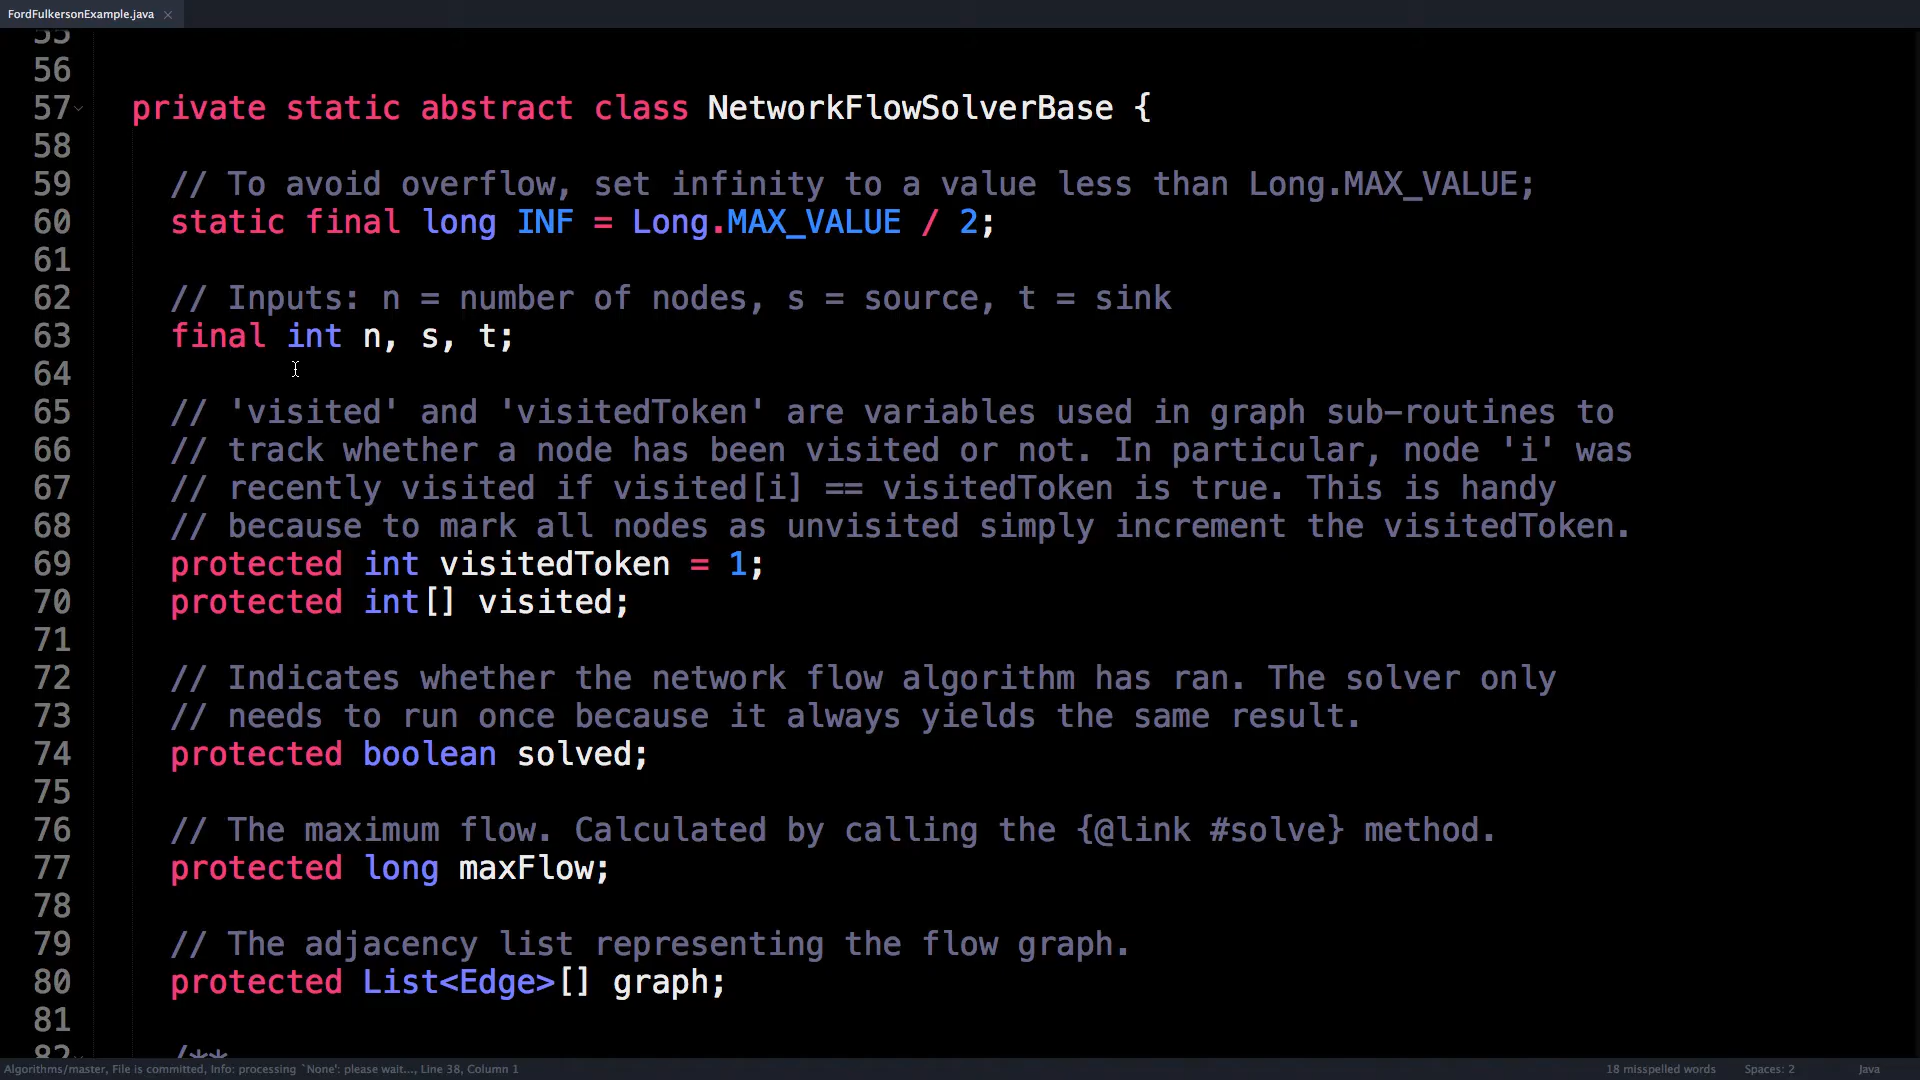 FordFulkersonExample.java ×
55
56
57 private static abstract class NetworkFlowSolverBase {
58
59 // To avoid overflow, set infinity to a value less than Long.MAX_VALUE;
60 static final long INF = Long.MAX_VALUE / 2;
61
62 // Inputs: n = number of nodes, s = source, t = sink
63 final int n, s, t;
64
65 // 'visited' and 'visitedToken' are variables used in graph sub-routines to
66 // track whether a node has been visited or not. In particular, node 'i' was
67 // recently visited if visited[i] == visitedToken is true. This is handy
68 // because to mark all nodes as unvisited simply increment the visitedToken.
69 protected int visitedToken = 1;
70 protected int[] visited;
71
72 // Indicates whether the network flow algorithm has ran. The solver only
73 // needs to run once because it always yields the same result.
74 protected boolean solved;
75
76 // The maximum flow. Calculated by calling the {@link #solve} method.
77 protected long maxFlow;
78
79 // The adjacency list representing the flow graph.
80 protected List<Edge>[] graph;
81
82 /**
Algorithms/master, File is committed, Info: processing `None': please wait..., Line 38, Column 1 18 misspelled words Spaces: 2 Java